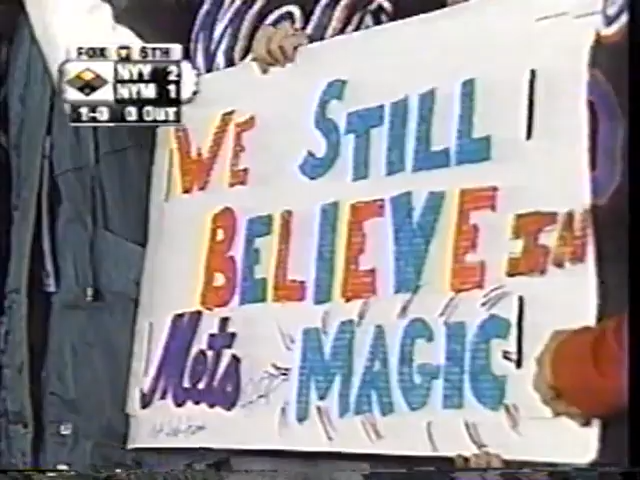 FOX 6TH
NYY 2
NYM 1
1-0 0 OUT
WE STILL
BELIEVE IN
Mets MAGIC